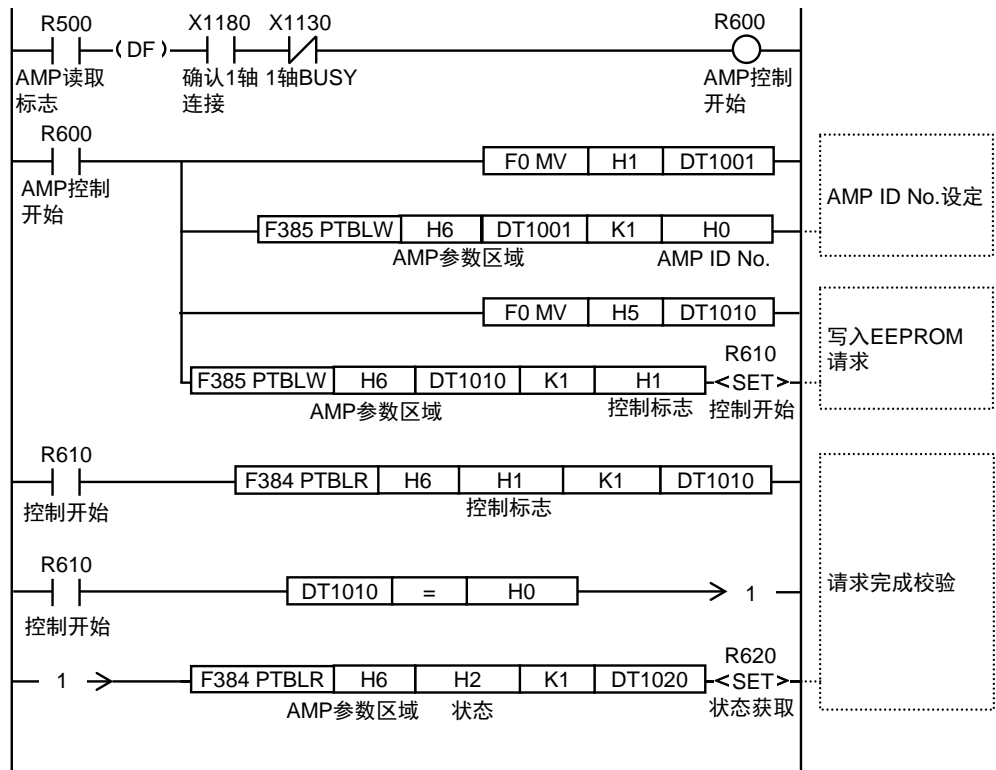 R500 X1180 X1130 R600
( DF )
AMP读取 确认1轴 1轴BUSY AMP控制
标志 连接 开始
R600
AMP控制
开始
F0 MV H1 DT1001
AMP ID No.设定
F385 PTBLW H6 DT1001 K1 H0
AMP参数区域 AMP ID No.
F0 MV H5 DT1010
写入EEPROM
请求
R610
F385 PTBLW H6 DT1010 K1 H1 <SET>
AMP参数区域 控制标志 控制开始
R610
F384 PTBLR H6 H1 K1 DT1010
控制开始 控制标志
R610
DT1010 = H0 1
控制开始
请求完成校验
R620
1 F384 PTBLR H6 H2 K1 DT1020 <SET>
AMP参数区域 状态 状态获取